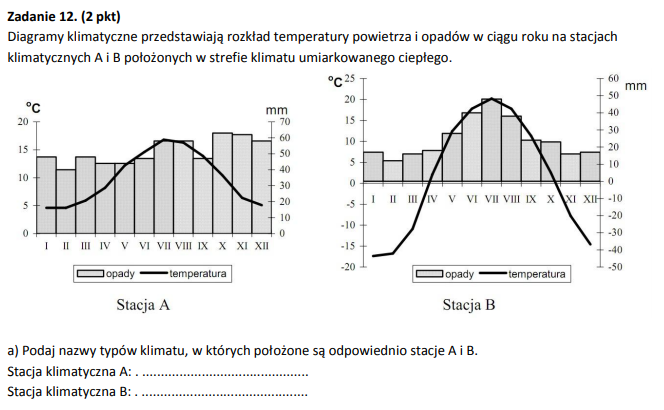 Zadanie 12. (2 pkt)
Diagramy klimatyczne przedstawiają rozkład temperatury powietrza i opadów w ciągu roku na stacjach
klimatycznych A i B położonych w strefie klimatu umiarkowanego ciepłego.
°C mm
20 70
60
15 50
10 40
30
5 20
10
0 0
I II III IV V VI VII VIII IX X XI XII
opady temperatura
Stacja A
°C 25 60 mm
20 50
15 40
30
10 20
5 10
0 0
I II III IV V VI VII VIII IX X XI XII
-5 -10
-10 -20
-30
-15 -40
-20 -50
opady temperatura
Stacja B
a) Podaj nazwy typów klimatu, w których położone są odpowiednio stacje A i B.
Stacja klimatyczna A: . .............................................
Stacja klimatyczna B: . .............................................